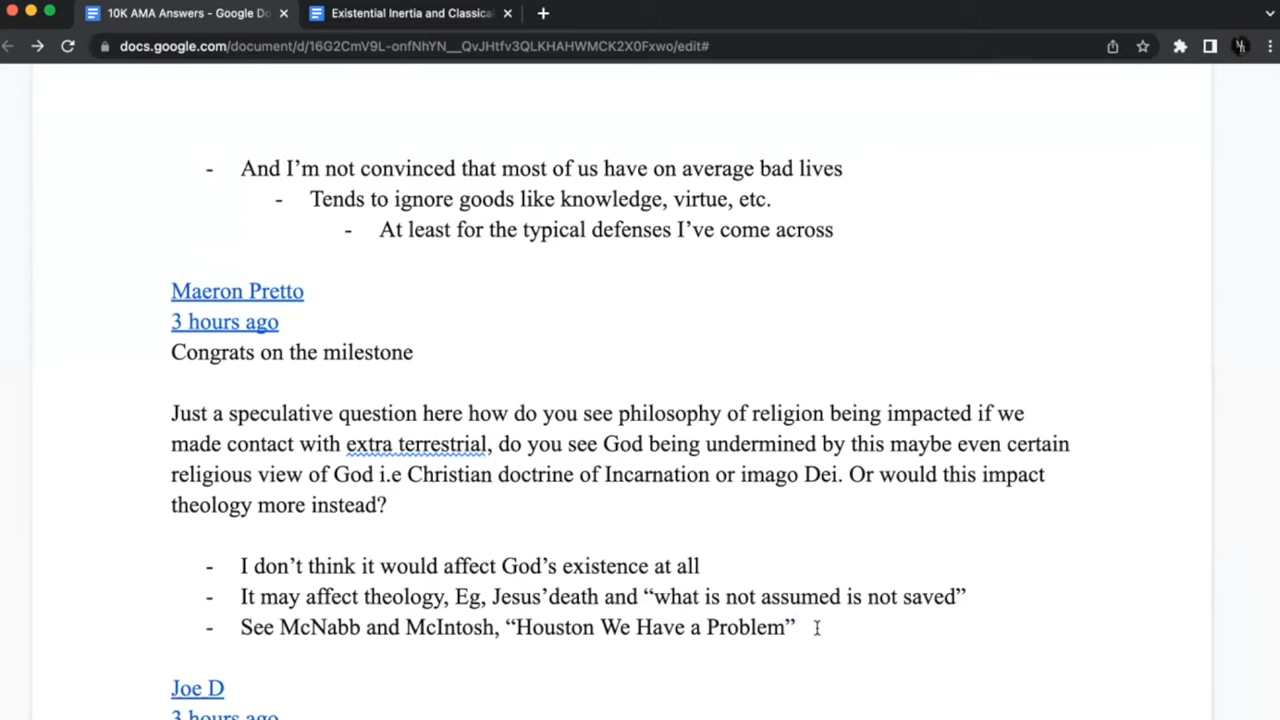 10K AMA Answers - Google Do
Existential Inertia and Classica
docs.google.com/document/d/16G2CmV9L-onfNhYN__QvJHtfv3QLKHAHWMCK2X0Fxwo/edit#
- And I’m not convinced that most of us have on average bad lives
- Tends to ignore goods like knowledge, virtue, etc.
- At least for the typical defenses I’ve come across
Maeron Pretto
3 hours ago
Congrats on the milestone
Just a speculative question here how do you see philosophy of religion being impacted if we
made contact with extra terrestrial, do you see God being undermined by this maybe even certain
religious view of God i.e Christian doctrine of Incarnation or imago Dei. Or would this impact
theology more instead?
- I don’t think it would affect God’s existence at all
- It may affect theology, Eg, Jesus’death and “what is not assumed is not saved”
- See McNabb and McIntosh, “Houston We Have a Problem”
Joe D
3 hours ago